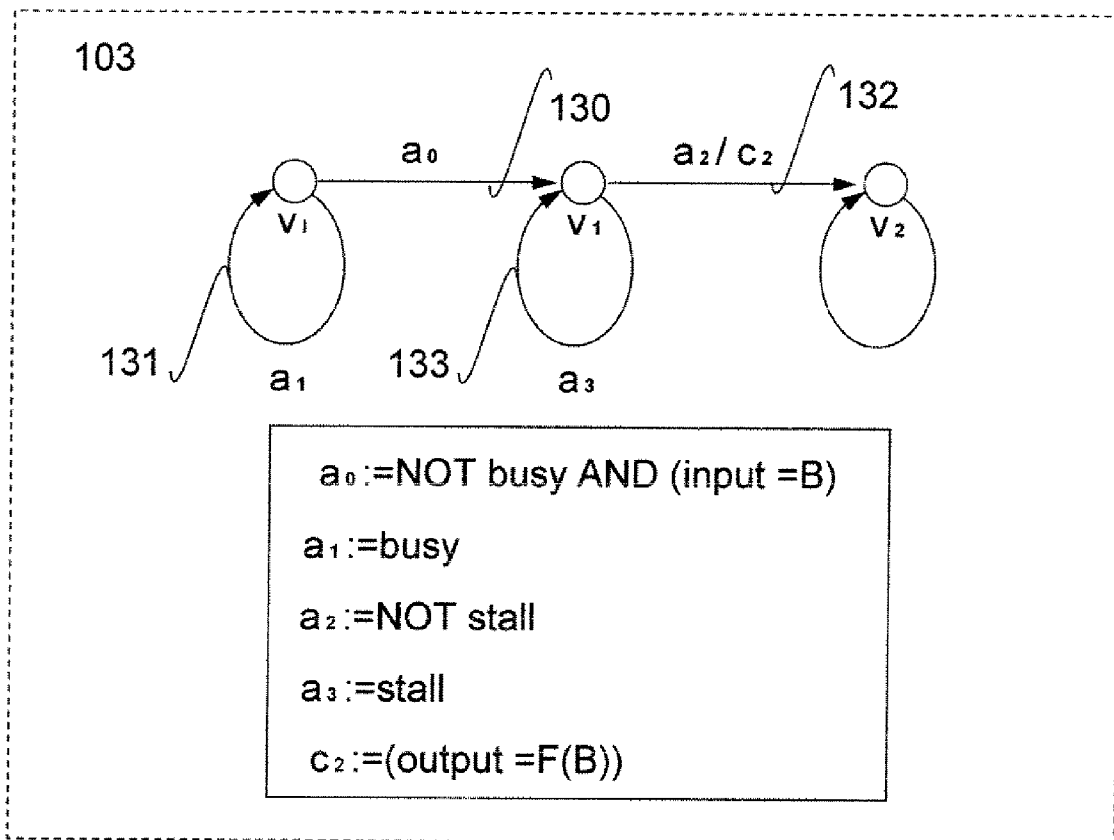 103
130
132
a₀
a₂/ c₂
vᵢ
v₁
v₂
131
133
a₁
a₃
a₀:=NOT busy AND (input =B)
a₁:=busy
a₂:=NOT stall
a₃:=stall
c₂:=(output =F(B))